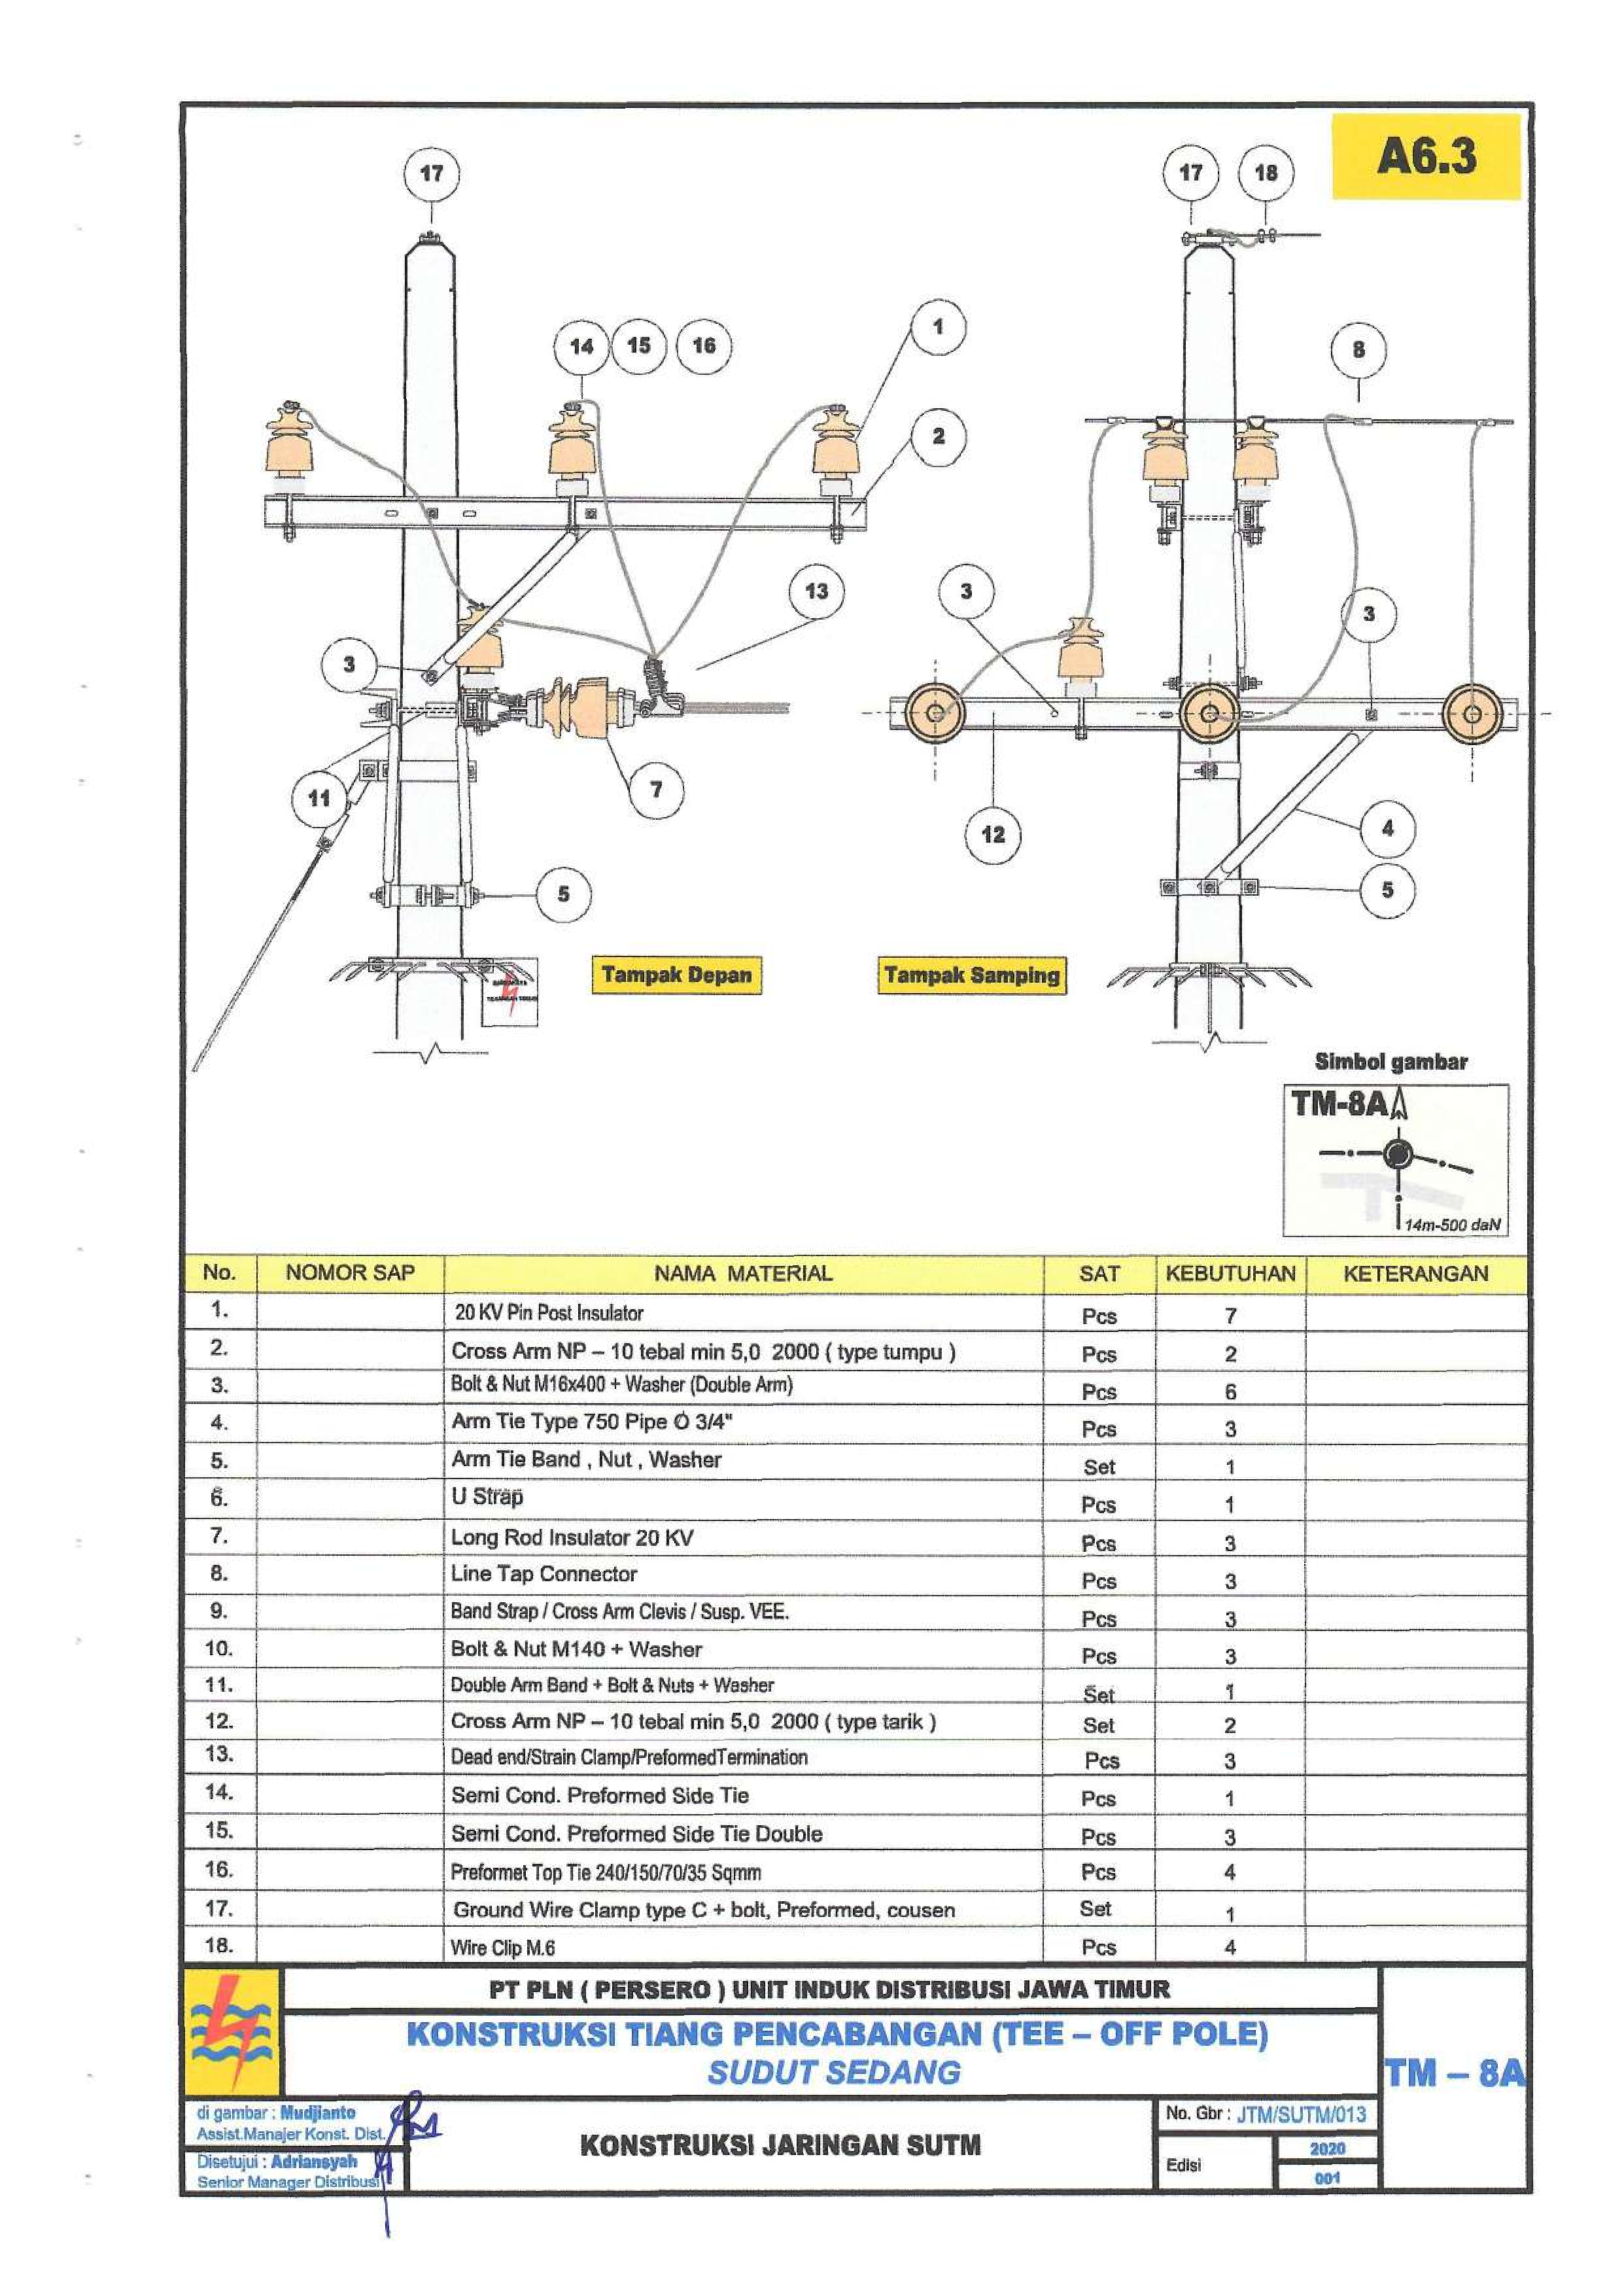 A6.3
17
17
18
14
15
16
1
2
8
13
3
3
3
7
11
12
4
5
5
Tampak Depan
Tampak Samping
Simbol gambar
TM-8A
14m-500 daN
No. NOMOR SAP NAMA MATERIAL SAT KEBUTUHAN KETERANGAN
1. 20 KV Pin Post Insulator Pcs 7
2. Cross Arm NP – 10 tebal min 5,0 2000 ( type tumpu ) Pcs 2
3. Bolt & Nut M16x400 + Washer (Double Arm) Pcs 6
4. Arm Tie Type 750 Pipe Ó 3/4" Pcs 3
5. Arm Tie Band , Nut , Washer Set 1
6. U Strap Pcs 1
7. Long Rod Insulator 20 KV Pcs 3
8. Line Tap Connector Pcs 3
9. Band Strap / Cross Arm Clevis / Susp. VEE. Pcs 3
10. Bolt & Nut M140 + Washer Pcs 3
11. Double Arm Band + Bolt & Nuts + Washer Set 1
12. Cross Arm NP – 10 tebal min 5,0 2000 ( type tarik ) Set 2
13. Dead end/Strain Clamp/PreformedTermination Pcs 3
14. Semi Cond. Preformed Side Tie Pcs 1
15. Semi Cond. Preformed Side Tie Double Pcs 3
16. Preformet Top Tie 240/150/70/35 Sqmm Pcs 4
17. Ground Wire Clamp type C + bolt, Preformed, cousen Set 1
18. Wire Clip M.6 Pcs 4
PT PLN ( PERSERO ) UNIT INDUK DISTRIBUSI JAWA TIMUR
KONSTRUKSI TIANG PENCABANGAN (TEE – OFF POLE)
SUDUT SEDANG
TM – 8A
di gambar : Mudjianto
Assist.Manajer Konst. Dist.
Disetujui : Adriansyah
Senior Manager Distribusi
KONSTRUKSI JARINGAN SUTM
No. Gbr : JTM/SUTM/013
Edisi
2020
001